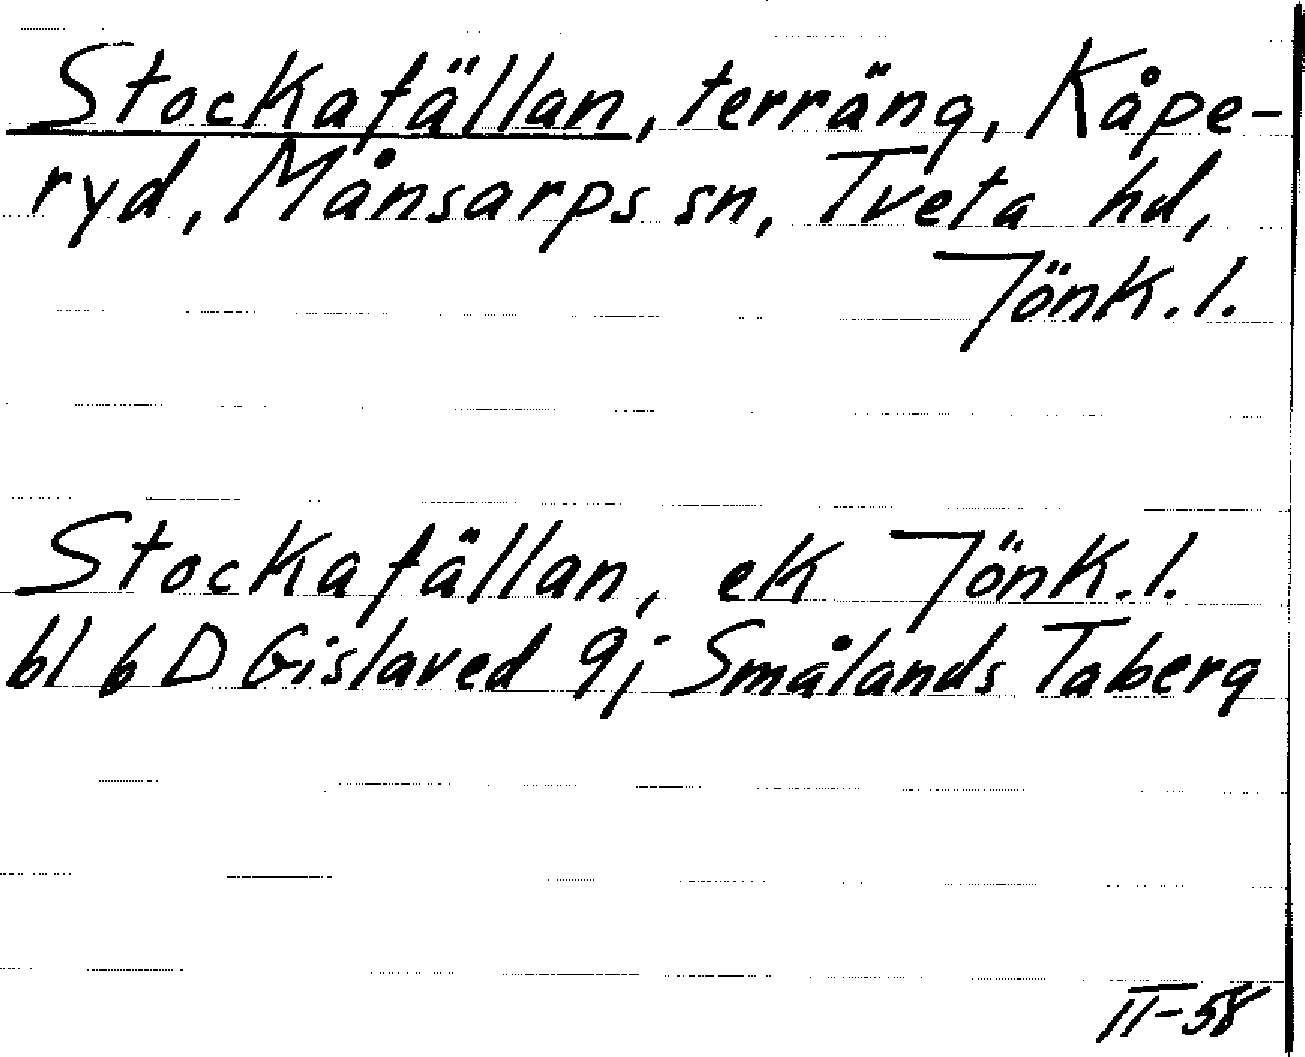 Stockafällan, terräng, Kåpe-
ryd, Månsarps sn, Tveta hd,
Jönk. l.
Stockafällan, ek Jönk. l.
bl 6 D Gislaved 9j Smålands Taberg
II-58